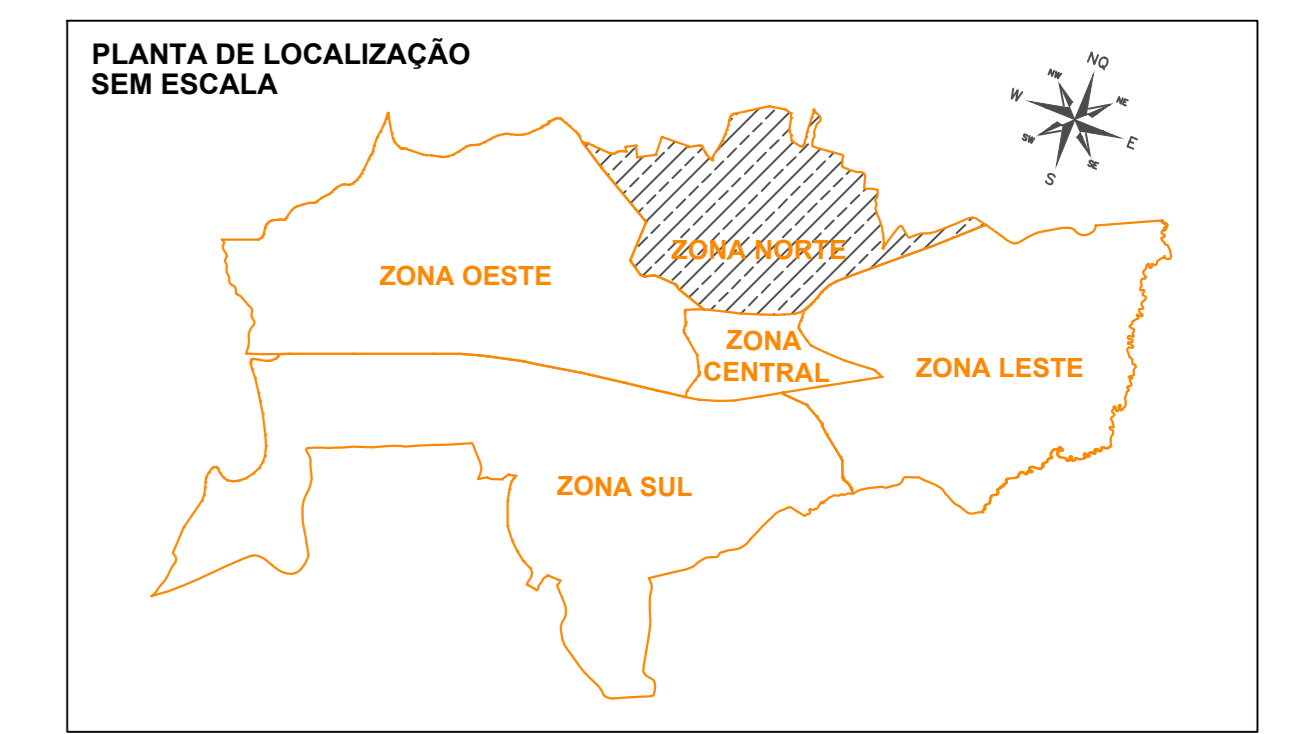 PLANTA DE LOCALIZAÇÃO
SEM ESCALA
NQ
NW
NE
W
E
SW
SE
S
ZONA NORTE
ZONA OESTE
ZONA
CENTRAL
ZONA LESTE
ZONA SUL